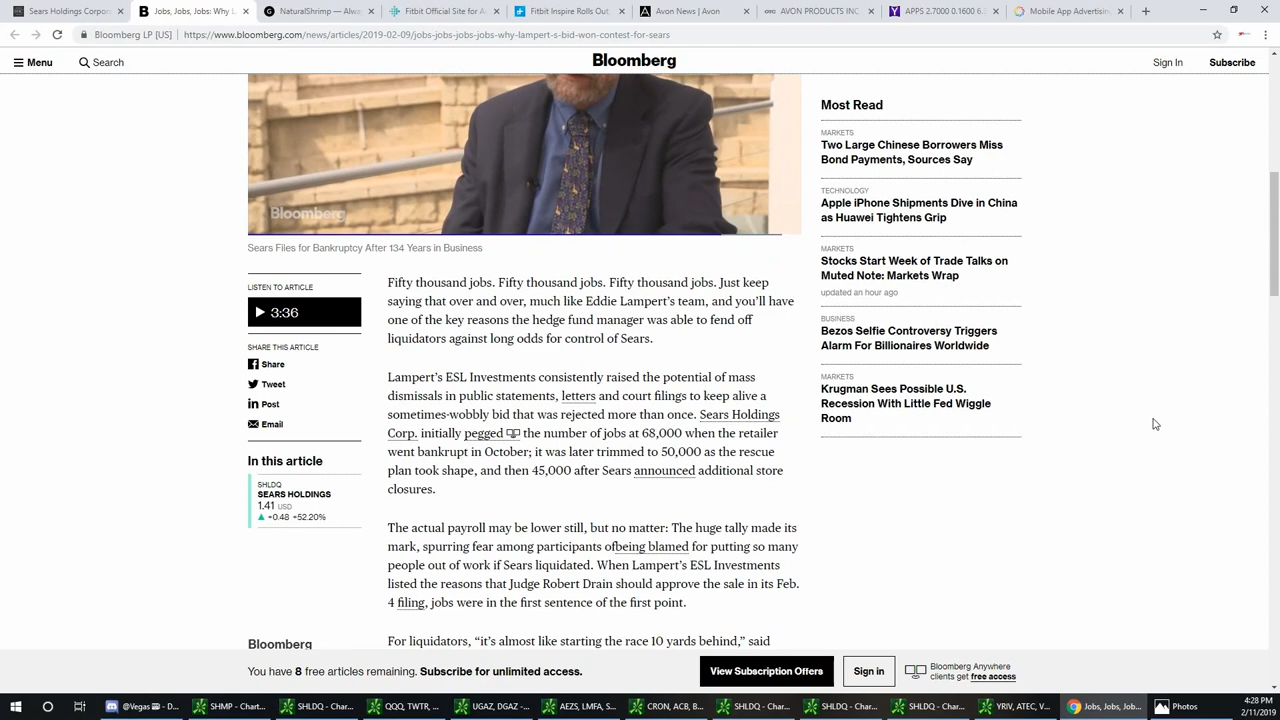 Sears Holdings Corpor
Jobs, Jobs, Jobs: Why L
NaturalShrimp — Alwa
Fitbit Official Site for A
Fitbit Inspire Rolls Out,
Avon News | Avon
AVON PRODUCTS INC
APPS 2.7000 0.1600 6.
Mobile App Advertising
Bloomberg LP [US]
https://www.bloomberg.com/news/articles/2019-02-09/jobs-jobs-jobs-why-lampert-s-bid-won-contest-for-sears
Menu
Search
Bloomberg
Sign In
Subscribe
Bloomberg
Sears Files for Bankruptcy After 134 Years in Business
LISTEN TO ARTICLE
3:36
SHARE THIS ARTICLE
Share
Tweet
Post
Email
In this article
SHLDQ
SEARS HOLDINGS
1.41 USD
▲ +0.48 +52.20%
Fifty thousand jobs. Fifty thousand jobs. Fifty thousand jobs. Just keep
saying that over and over, much like Eddie Lampert’s team, and you’ll have
one of the key reasons the hedge fund manager was able to fend off
liquidators against long odds for control of Sears.
Lampert’s ESL Investments consistently raised the potential of mass
dismissals in public statements, letters and court filings to keep alive a
sometimes-wobbly bid that was rejected more than once. Sears Holdings
Corp. initially pegged the number of jobs at 68,000 when the retailer
went bankrupt in October; it was later trimmed to 50,000 as the rescue
plan took shape, and then 45,000 after Sears announced additional store
closures.
The actual payroll may be lower still, but no matter: The huge tally made its
mark, spurring fear among participants ofbeing blamed for putting so many
people out of work if Sears liquidated. When Lampert’s ESL Investments
listed the reasons that Judge Robert Drain should approve the sale in its Feb.
4 filing, jobs were in the first sentence of the first point.
For liquidators, “it’s almost like starting the race 10 yards behind,” said
Most Read
MARKETS
Two Large Chinese Borrowers Miss
Bond Payments, Sources Say
TECHNOLOGY
Apple iPhone Shipments Dive in China
as Huawei Tightens Grip
MARKETS
Stocks Start Week of Trade Talks on
Muted Note: Markets Wrap
updated an hour ago
BUSINESS
Bezos Selfie Controversy Triggers
Alarm For Billionaires Worldwide
MARKETS
Krugman Sees Possible U.S.
Recession With Little Fed Wiggle
Room
Bloomberg
You have 8 free articles remaining. Subscribe for unlimited access.
View Subscription Offers
Sign in
Bloomberg Anywhere
clients get free access
@Vegas - D...
SHMP - Chart...
SHLDQ - Char...
QQQ, TWTR, ...
UGAZ, DGAZ -...
AEZS, LMFA, S...
CRON, ACB, B...
SHLDQ - Char...
SHLDQ - Char...
YRIV, ATEC, V...
Jobs, Jobs, Job...
Photos
4:28 PM
2/11/2019